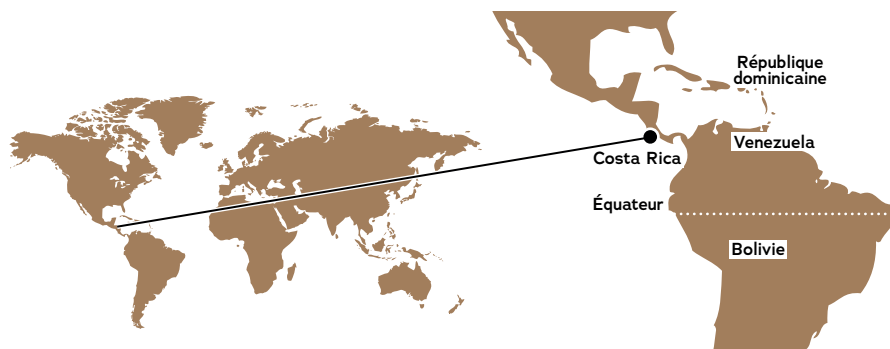 République
dominicaine
Venezuela
Costa Rica
Équateur
Bolivie